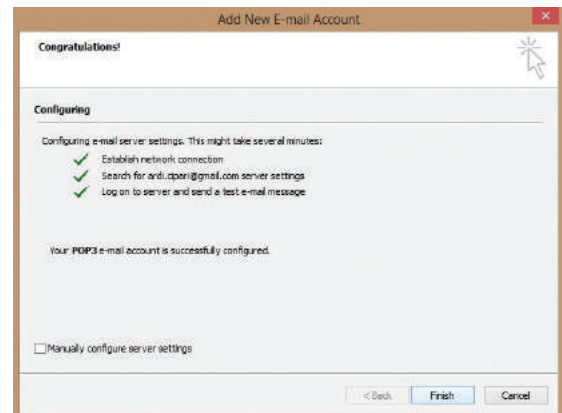 Add New E-mail Account
Congratulations!
Configuring
Configuring e-mail server settings. This might take several minutes:
Establish network connection
Search for ardi.cipari@gmail.com server settings
Log on to server and send a test e-mail message
Your POP3 e-mail account is successfully configured.
Manually configure server settings
< Back
Finish
Cancel